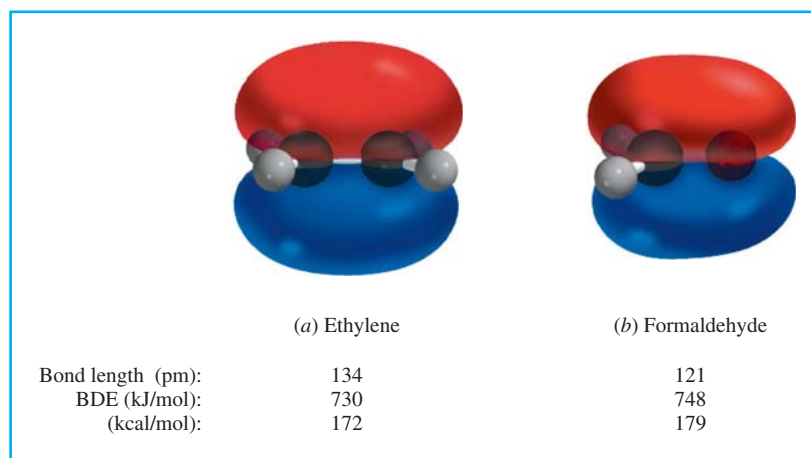 (a) Ethylene (b) Formaldehyde
Bond length (pm): 134 121
BDE (kJ/mol): 730 748
(kcal/mol): 172 179